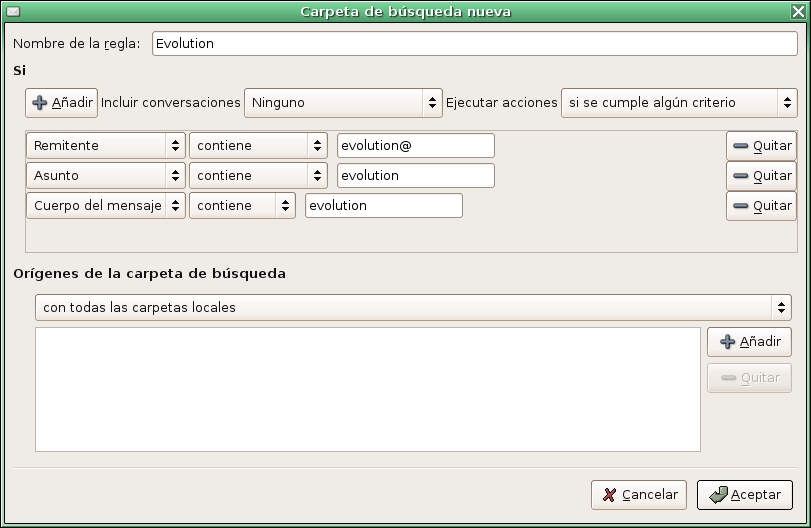 Carpeta de búsqueda nueva
Nombre de la regla: Evolution
Si
Añadir Incluir conversaciones Ninguno Ejecutar acciones si se cumple algún criterio
Remitente contiene evolution@ Quitar
Asunto contiene evolution Quitar
Cuerpo del mensaje contiene evolution Quitar
Orígenes de la carpeta de búsqueda
con todas las carpetas locales
Añadir
Quitar
Cancelar Aceptar